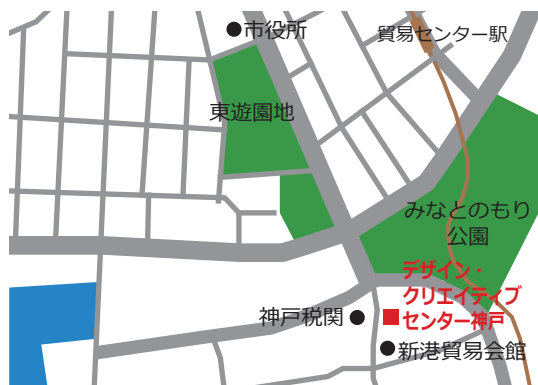 市役所
貿易センター駅
東遊園地
みなとのもり
公園
デザイン・
クリエイティブ
センター神戸
神戸税関
新港貿易会館